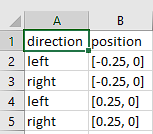 A B
1 direction position
2 left [-0.25, 0]
3 right [-0.25, 0]
4 left [0.25, 0]
5 right [0.25, 0]